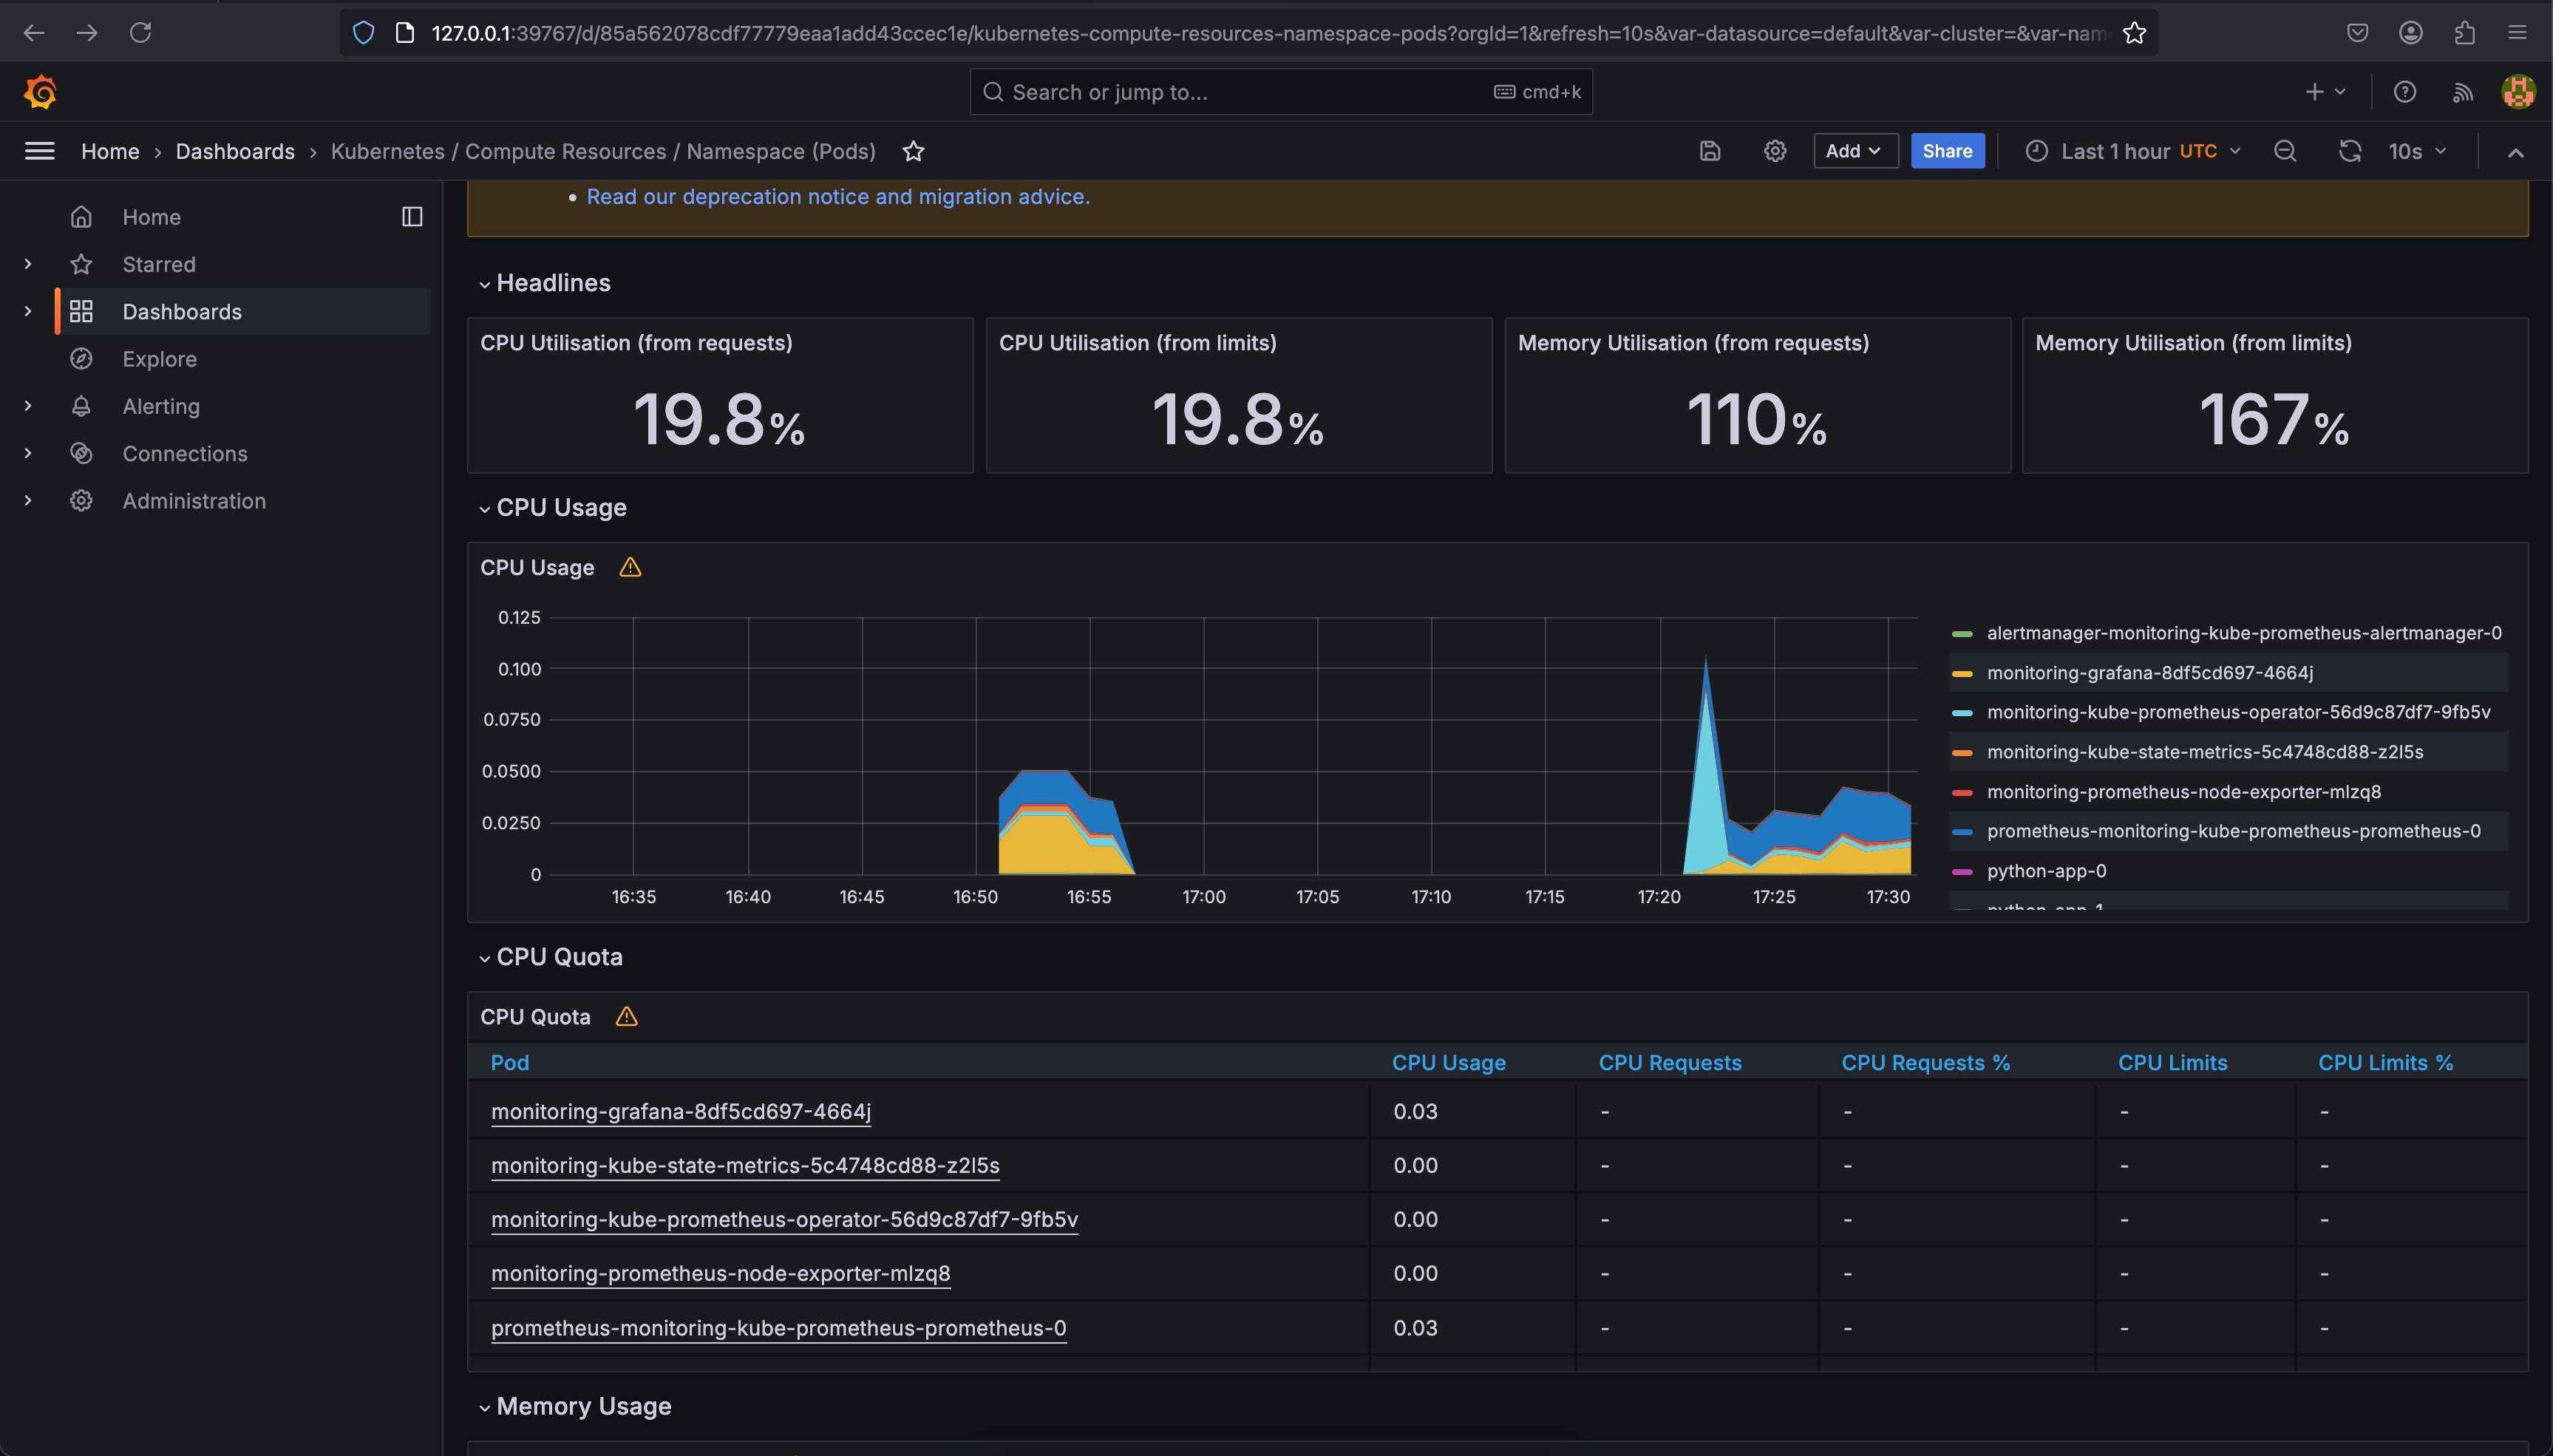 127.0.0.1:39767/d/85a562078cdf77779eaa1add43ccec1e/kubernetes-compute-resources-namespace-pods?orgId=1&refresh=10s&var-datasource=default&var-cluster=&var-nam
Search or jump to...
cmd+k
Home › Dashboards › Kubernetes / Compute Resources / Namespace (Pods)
Add
Share
Last 1 hour UTC
10s
Home
Starred
Dashboards
Explore
Alerting
Connections
Administration
• Read our deprecation notice and migration advice.
Headlines
CPU Utilisation (from requests)
19.8%
CPU Utilisation (from limits)
19.8%
Memory Utilisation (from requests)
110%
Memory Utilisation (from limits)
167%
CPU Usage
CPU Usage
0.125
0.100
0.0750
0.0500
0.0250
0
16:35 16:40 16:45 16:50 16:55 17:00 17:05 17:10 17:15 17:20 17:25 17:30
alertmanager-monitoring-kube-prometheus-alertmanager-0
monitoring-grafana-8df5cd697-4664j
monitoring-kube-prometheus-operator-56d9c87df7-9fb5v
monitoring-kube-state-metrics-5c4748cd88-z2l5s
monitoring-prometheus-node-exporter-mlzq8
prometheus-monitoring-kube-prometheus-prometheus-0
python-app-0
python-app-1
CPU Quota
CPU Quota
Pod CPU Usage CPU Requests CPU Requests % CPU Limits CPU Limits %
monitoring-grafana-8df5cd697-4664j 0.03 - - - -
monitoring-kube-state-metrics-5c4748cd88-z2l5s 0.00 - - - -
monitoring-kube-prometheus-operator-56d9c87df7-9fb5v 0.00 - - - -
monitoring-prometheus-node-exporter-mlzq8 0.00 - - - -
prometheus-monitoring-kube-prometheus-prometheus-0 0.03 - - - -
Memory Usage